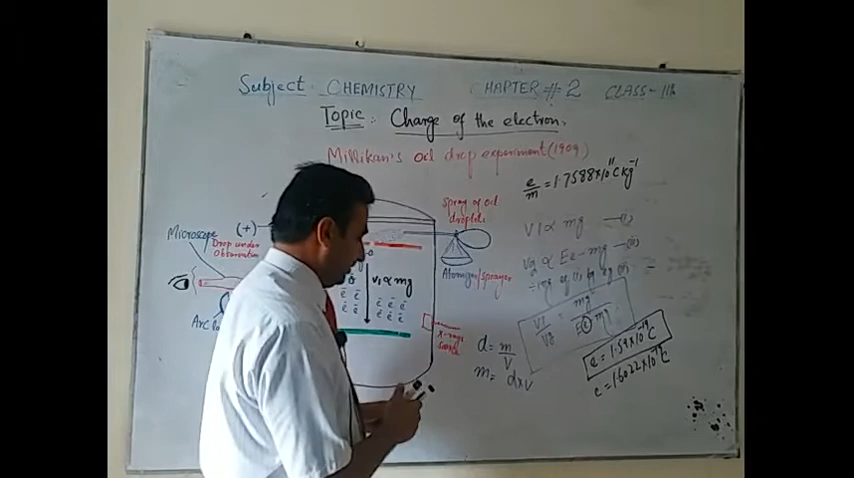 Subject: CHEMISTRY CHAPTER # 2 CLASS-11th
Topic: Charge of the electron.
Millikan's oil drop experiment (1909)
e/m = 1.7588×10¹¹ C kg⁻¹
Spray of oil
droplets
(+)
Microscope
Drop under
Observation
Atomizer/sprayer
V1 ∝ mg —(i)
V2 ∝ Ee-mg —(ii)
V1/V2 = mg/Ee-mg
v₁ ∝ mg
ē ē ē ē
ē ē ē ē
Arc
X-rays
Source
d = m/V
m = d×V
e = 1.59×10⁻¹⁹ C
e = 1.6022×10⁻¹⁹ C